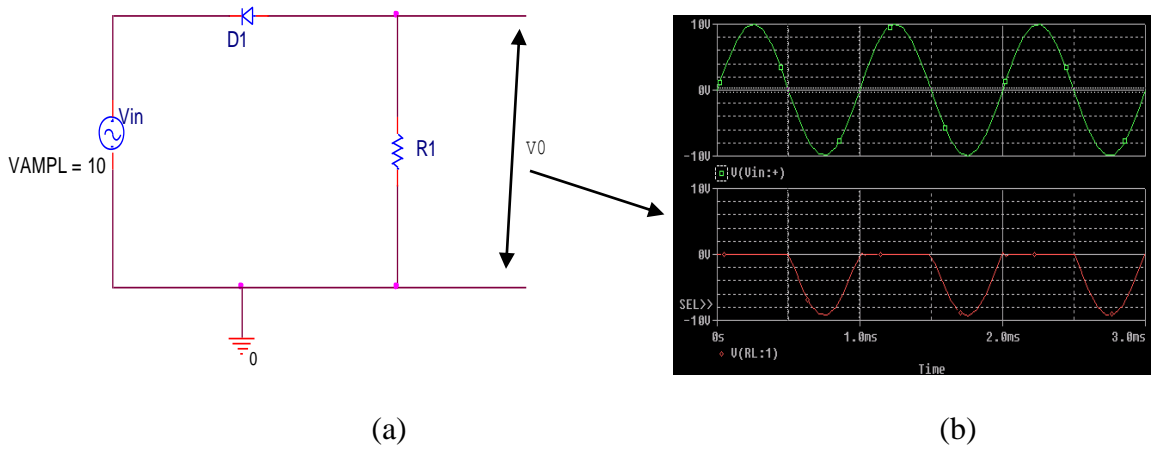 D1
Vin
VAMPL = 10
R1
V0
0
10V
0V
-10V
V(Vin:+)
10V
0V
SEL>>
-10V
0s 1.0ms 2.0ms 3.0ms
V(RL:1)
Time
(a) (b)